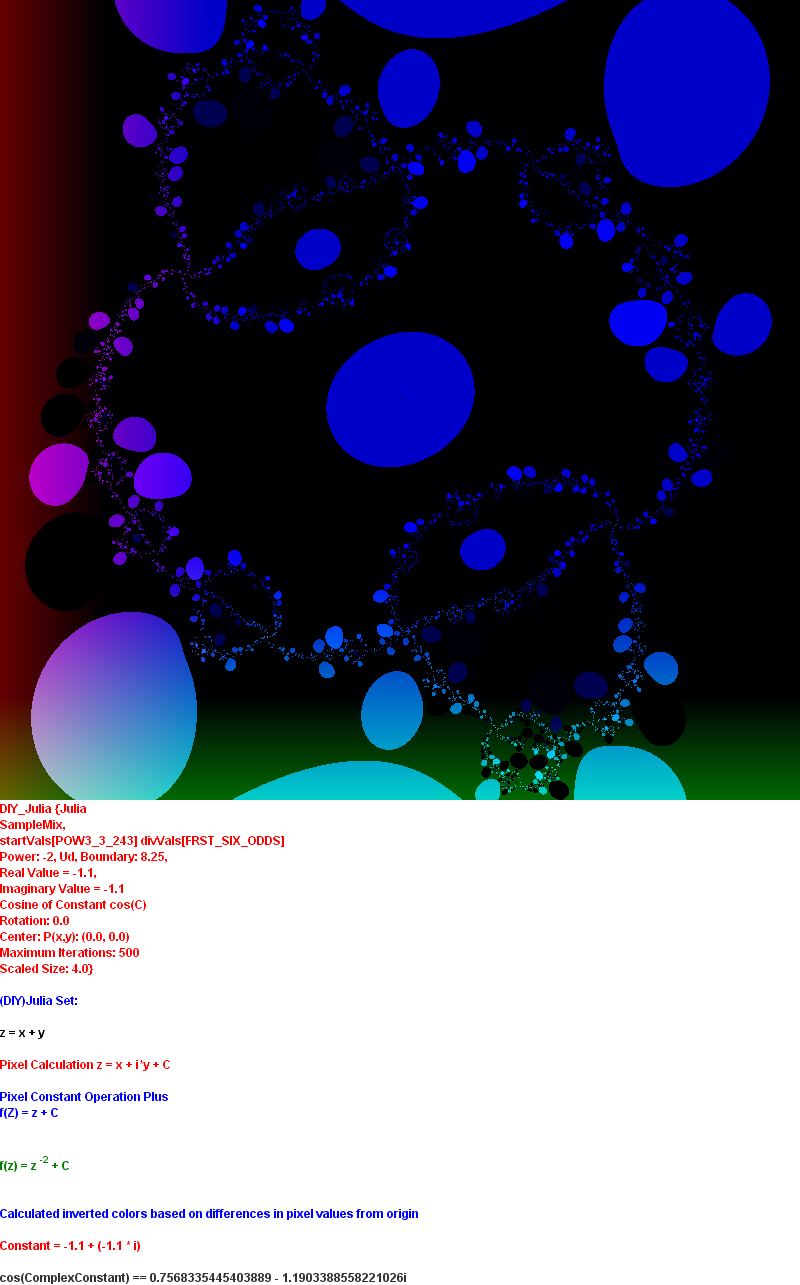 DIY_Julia {Julia
SampleMix,
startVals[POW3_3_243] divVals[FRST_SIX_ODDS]
Power: -2, Ud, Boundary: 8.25,
Real Value = -1.1,
Imaginary Value = -1.1
Cosine of Constant cos(C)
Rotation: 0.0
Center: P(x,y): (0.0, 0.0)
Maximum Iterations: 500
Scaled Size: 4.0}
(DIY)Julia Set:
z = x + y
Pixel Calculation z = x + i*y + C
Pixel Constant Operation Plus
f(Z) = z + C
f(z) = z -2 + C
Calculated inverted colors based on differences in pixel values from origin
Constant = -1.1 + (-1.1 * i)
cos(ComplexConstant) == 0.7568335445403889 - 1.1903388558221026i